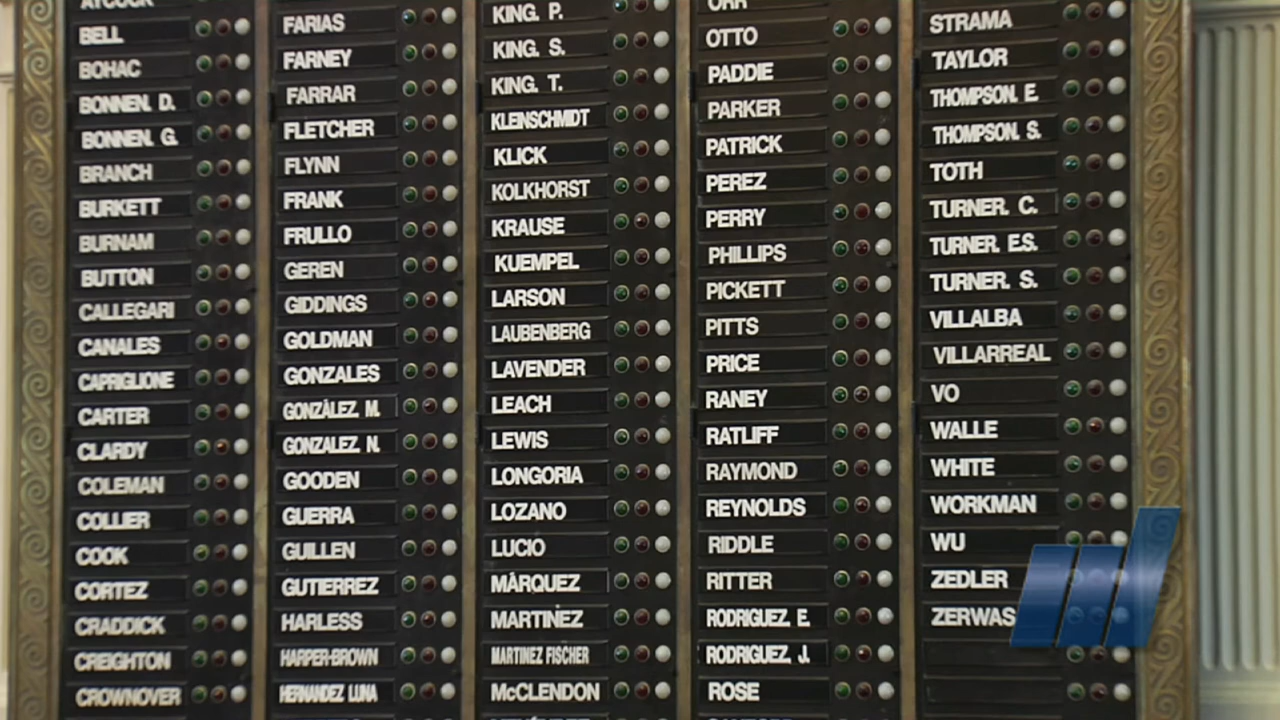 AYCOCK
BELL
BOHAC
BONNEN. D.
BONNEN. G.
BRANCH
BURKETT
BURNAM
BUTTON
CALLEGARI
CANALES
CAPRIGLIONE
CARTER
CLARDY
COLEMAN
COLLIER
COOK
CORTEZ
CRADDICK
CREIGHTON
CROWNOVER
FARIAS
FARNEY
FARRAR
FLETCHER
FLYNN
FRANK
FRULLO
GEREN
GIDDINGS
GOLDMAN
GONZALES
GONZÁLEZ. M.
GONZALEZ. N.
GOODEN
GUERRA
GUILLEN
GUTIERREZ
HARLESS
HARPER-BROWN
HERNANDEZ LUNA
KING. P.
KING. S.
KING. T.
KLEINSCHMIDT
KLICK
KOLKHORST
KRAUSE
KUEMPEL
LARSON
LAUBENBERG
LAVENDER
LEACH
LEWIS
LONGORIA
LOZANO
LUCIO
MÁRQUEZ
MARTINEZ
MARTINEZ FISCHER
McCLENDON
ORR
OTTO
PADDIE
PARKER
PATRICK
PEREZ
PERRY
PHILLIPS
PICKETT
PITTS
PRICE
RANEY
RATLIFF
RAYMOND
REYNOLDS
RIDDLE
RITTER
RODRIGUEZ. E.
RODRIGUEZ. J.
ROSE
STRAMA
TAYLOR
THOMPSON. E.
THOMPSON. S.
TOTH
TURNER. C.
TURNER. E.S.
TURNER. S.
VILLALBA
VILLARREAL
VO
WALLE
WHITE
WORKMAN
WU
ZEDLER
ZERWAS